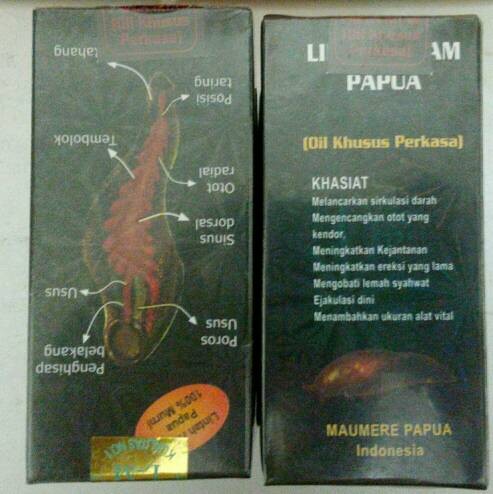 Oil Khusus
Perkasa)
Rahang
Posisi
taring
Tembolok
Otot
radial
Sinus
dorsal
Usus
Poros
Usus
Penghisap
belakang
Lintah
Papua
100% Murni
PAPUA
(Oil Khusus Perkasa)
KHASIAT
Melancarkan sirkulasi darah
Mengencangkan otot yang
kendor,
Meningkatkan Kejantanan
Meningkatkan ereksi yang lama
Mengobati lemah syahwat
Ejakulasi dini
Menambahkan ukuran alat vital
MAUMERE PAPUA
Indonesia